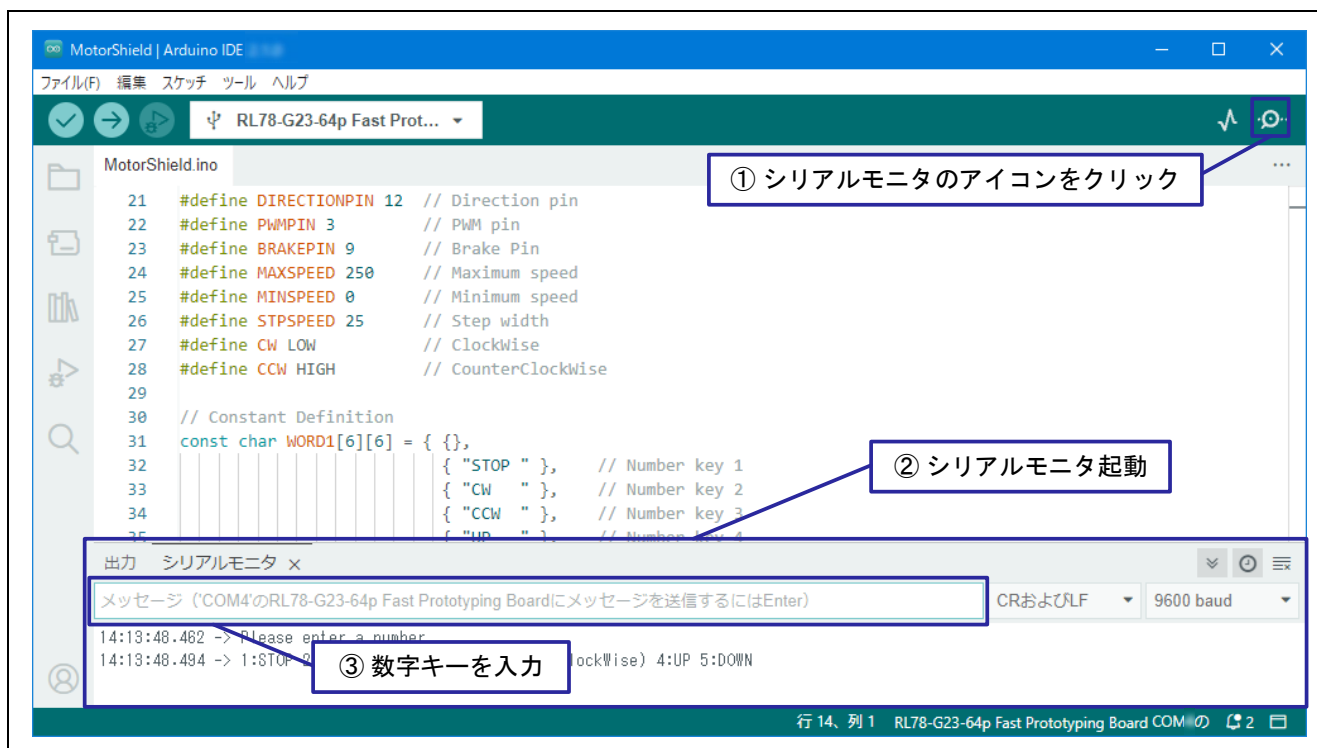 MotorShield | Arduino IDE
ファイル(F) 編集 スケッチ ツール ヘルプ
RL78-G23-64p Fast Prot...
MotorShield.ino
① シリアルモニタのアイコンをクリック
21 #define DIRECTIONPIN 12 // Direction pin
22 #define PWMPIN 3 // PWM pin
23 #define BRAKEPIN 9 // Brake Pin
24 #define MAXSPEED 250 // Maximum speed
25 #define MINSPEED 0 // Minimum speed
26 #define STPSPEED 25 // Step width
27 #define CW LOW // ClockWise
28 #define CCW HIGH // CounterClockWise
29
30 // Constant Definition
31 const char WORD1[6][6] = { {},
32 { "STOP " }, // Number key 1
33 { "CW   " }, // Number key 2
34 { "CCW  " }, // Number key 3
35 { "UP   " }, // Number key 4
② シリアルモニタ起動
出力 シリアルモニタ ×
メッセージ（'COM4'のRL78-G23-64p Fast Prototyping Boardにメッセージを送信するにはEnter） CRおよびLF 9600 baud
14:13:48.462 -> Please enter a number
14:13:48.494 -> 1:STOP 2 lockWise) 4:UP 5:DOWN
③ 数字キーを入力
行 14、列 1 RL78-G23-64p Fast Prototyping Board COM の 2